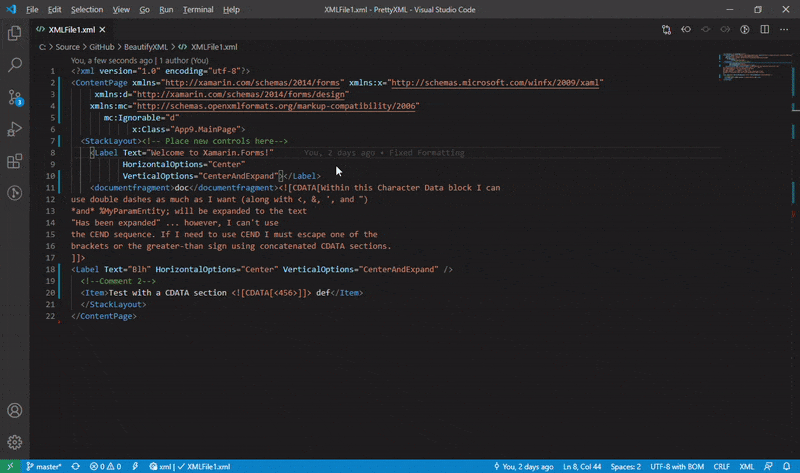 File Edit Selection View Go Run Terminal Help XMLFile1.xml - PrettyXML - Visual Studio Code
XMLFile1.xml
C: > Source > GitHub > BeautifyXML > XMLFile1.xml
You, a few seconds ago | 1 author (You)
1 <?xml version="1.0" encoding="utf-8"?>
2 <ContentPage xmlns="http://xamarin.com/schemas/2014/forms" xmlns:x="http://schemas.microsoft.com/winfx/2009/xaml"
3 xmlns:d="http://xamarin.com/schemas/2014/forms/design"
4 xmlns:mc="http://schemas.openxmlformats.org/markup-compatibility/2006"
5 mc:Ignorable="d"
6 x:Class="App9.MainPage">
7 <StackLayout><!-- Place new controls here-->
8 <Label Text="Welcome to Xamarin.Forms!" You, 2 days ago • Fixed Formatting
9 HorizontalOptions="Center"
10 VerticalOptions="CenterAndExpand"></Label>
11 <documentfragment>doc</documentfragment><![CDATA[Within this Character Data block I can
12 use double dashes as much as I want (along with <, &, ', and ")
13 *and* %MyParamEntity; will be expanded to the text
14 "Has been expanded" ... however, I can't use
15 the CEND sequence. If I need to use CEND I must escape one of the
16 brackets or the greater-than sign using concatenated CDATA sections.
17 ]]>
18 <Label Text="Blh" HorizontalOptions="Center" VerticalOptions="CenterAndExpand" />
19 <!--Comment 2-->
20 <Item>Test with a CDATA section <![CDATA[<456>]]> def</Item>
21 </StackLayout>
22 </ContentPage>
3
master* 0 0 xml | XMLFile1.xml You, 2 days ago Ln 8, Col 44 Spaces: 2 UTF-8 with BOM CRLF XML